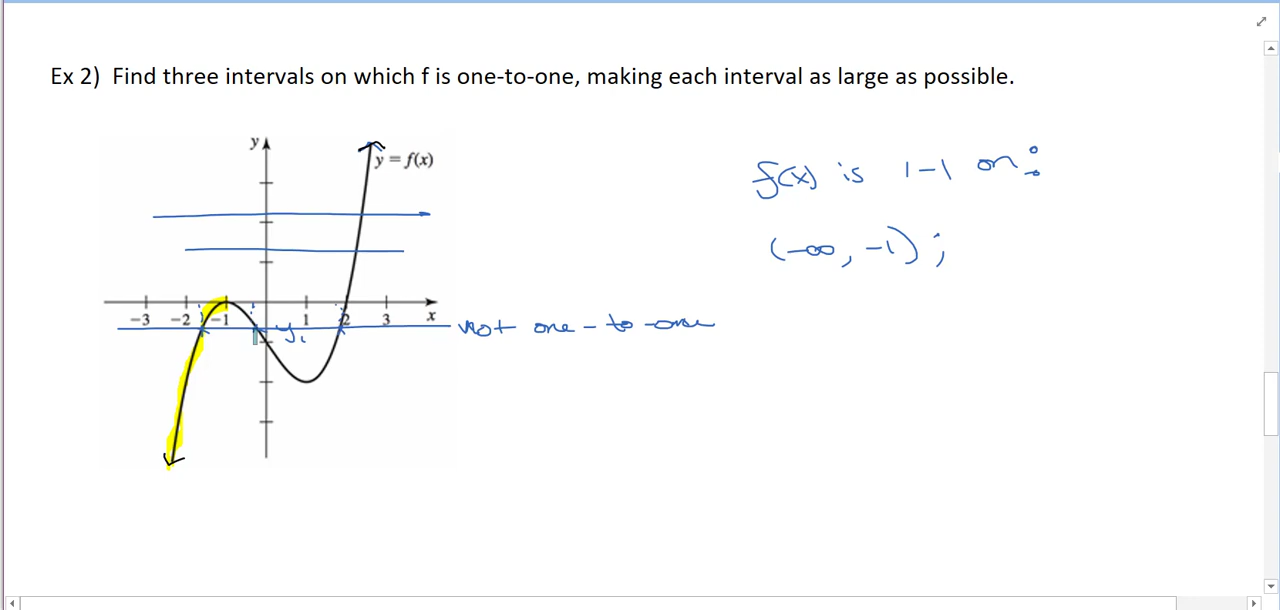 Ex 2) Find three intervals on which f is one-to-one, making each interval as large as possible.
y
y = f(x)
f(x) is 1-1 on:
(-∞, -1);
-3 -2 -1 1 2 3 x
y₁
not one-to-one